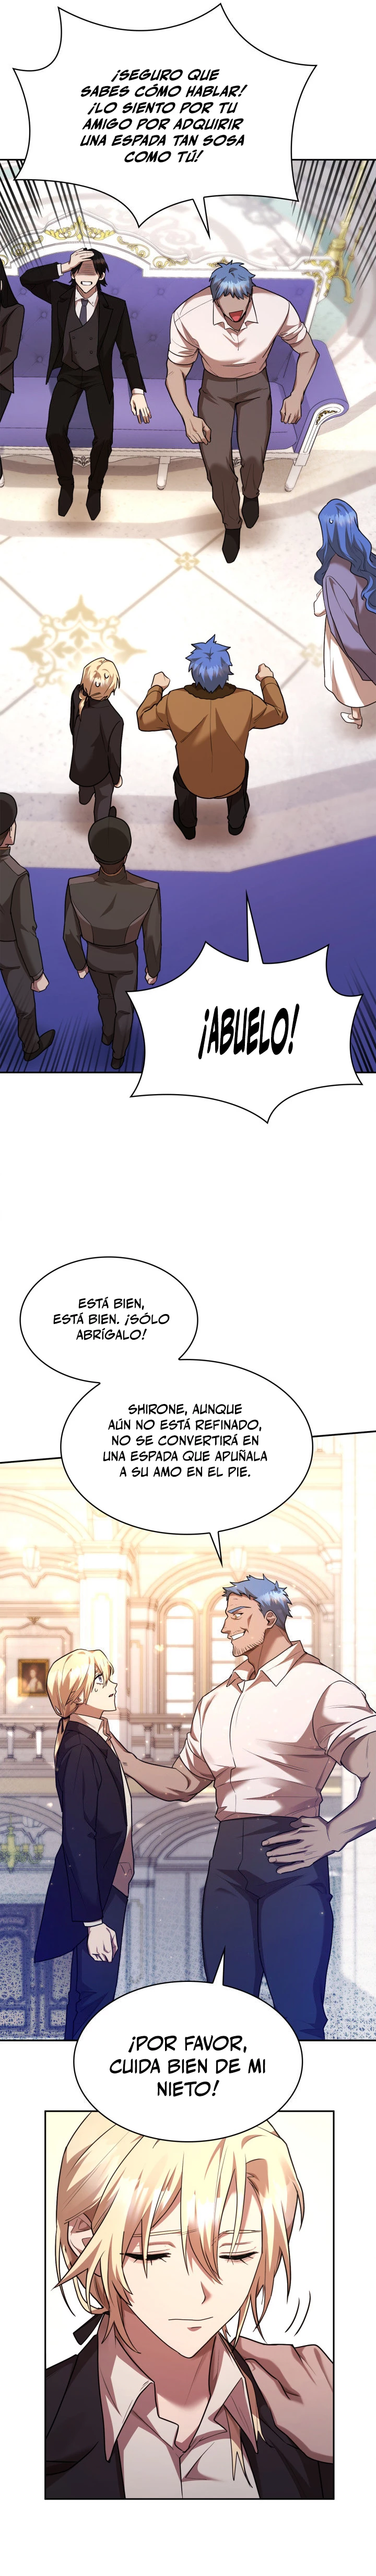 ¡SEGURO QUE
SABES CÓMO HABLAR!
¡LO SIENTO POR TU
AMIGO POR ADQUIRIR
UNA ESPADA TAN SOSA
COMO TÚ!
¡ABUELO!
ESTÁ BIEN,
ESTÁ BIEN. ¡SÓLO
ABRÍGALO!
SHIRONE, AUNQUE
AÚN NO ESTÁ REFINADO,
NO SE CONVERTIRÁ EN
UNA ESPADA QUE APUÑALA
A SU AMO EN EL PIE.
¡POR FAVOR,
CUIDA BIEN DE MI
NIETO!